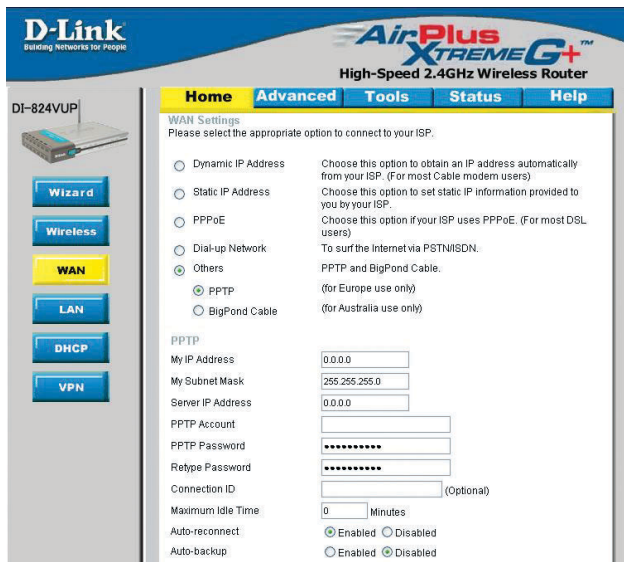 D-Link
Building Networks for People
AirPlus
XTREME G+™
High-Speed 2.4GHz Wireless Router
DI-824VUP
Home Advanced Tools Status Help
WAN Settings
Please select the appropriate option to connect to your ISP.
Dynamic IP Address Choose this option to obtain an IP address automatically
from your ISP. (For most Cable modem users)
Static IP Address Choose this option to set static IP information provided to
you by your ISP.
PPPoE Choose this option if your ISP uses PPPoE. (For most DSL
users)
Dial-up Network To surf the Internet via PSTN/ISDN.
Others PPTP and BigPond Cable.
PPTP (for Europe use only)
BigPond Cable (for Australia use only)
Wizard
Wireless
WAN
LAN
DHCP
VPN
PPTP
My IP Address 0.0.0.0
My Subnet Mask 255.255.255.0
Server IP Address 0.0.0.0
PPTP Account
PPTP Password ••••••••••
Retype Password ••••••••••
Connection ID (Optional)
Maximum Idle Time 0 Minutes
Auto-reconnect Enabled Disabled
Auto-backup Enabled Disabled